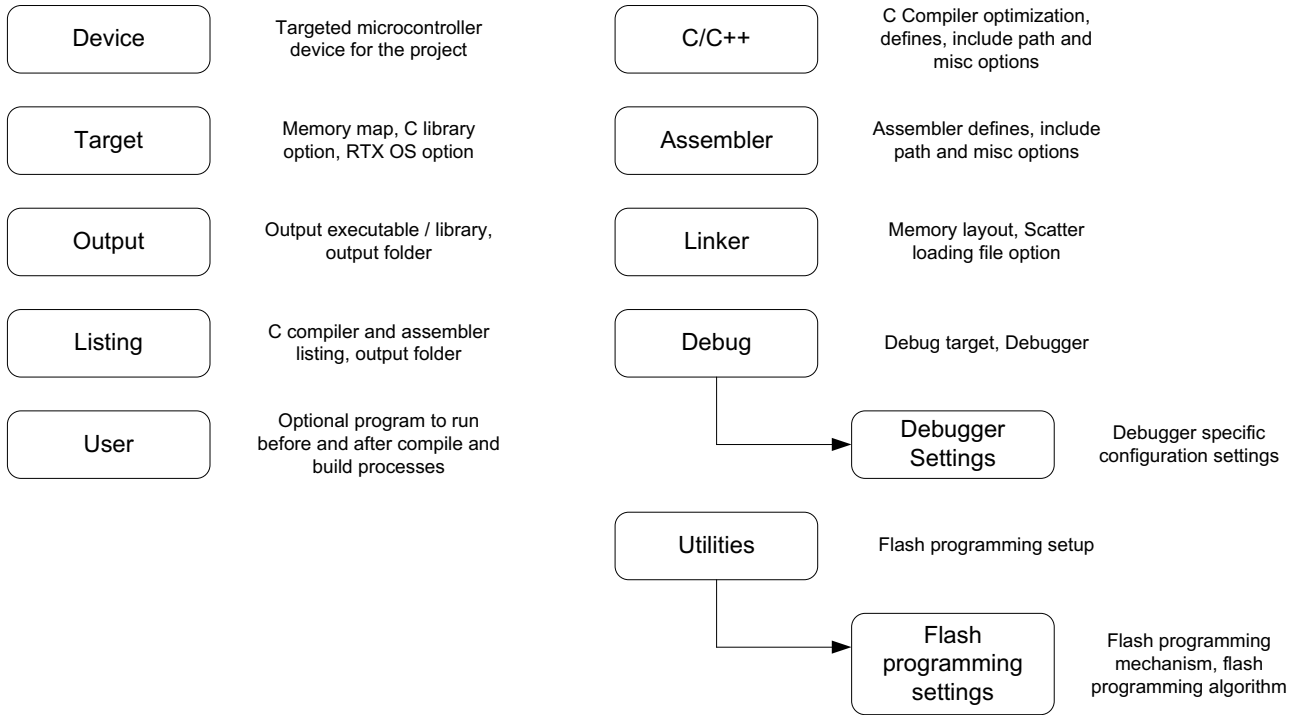 Device
Targeted microcontroller
device for the project
Target
Memory map, C library
option, RTX OS option
Output
Output executable / library,
output folder
Listing
C compiler and assembler
listing, output folder
User
Optional program to run
before and after compile and
build processes
C/C++
C Compiler optimization,
defines, include path and
misc options
Assembler
Assembler defines, include
path and misc options
Linker
Memory layout, Scatter
loading file option
Debug
Debug target, Debugger
Debugger
Settings
Debugger specific
configuration settings
Utilities
Flash programming setup
Flash
programming
settings
Flash programming
mechanism, flash
programming algorithm